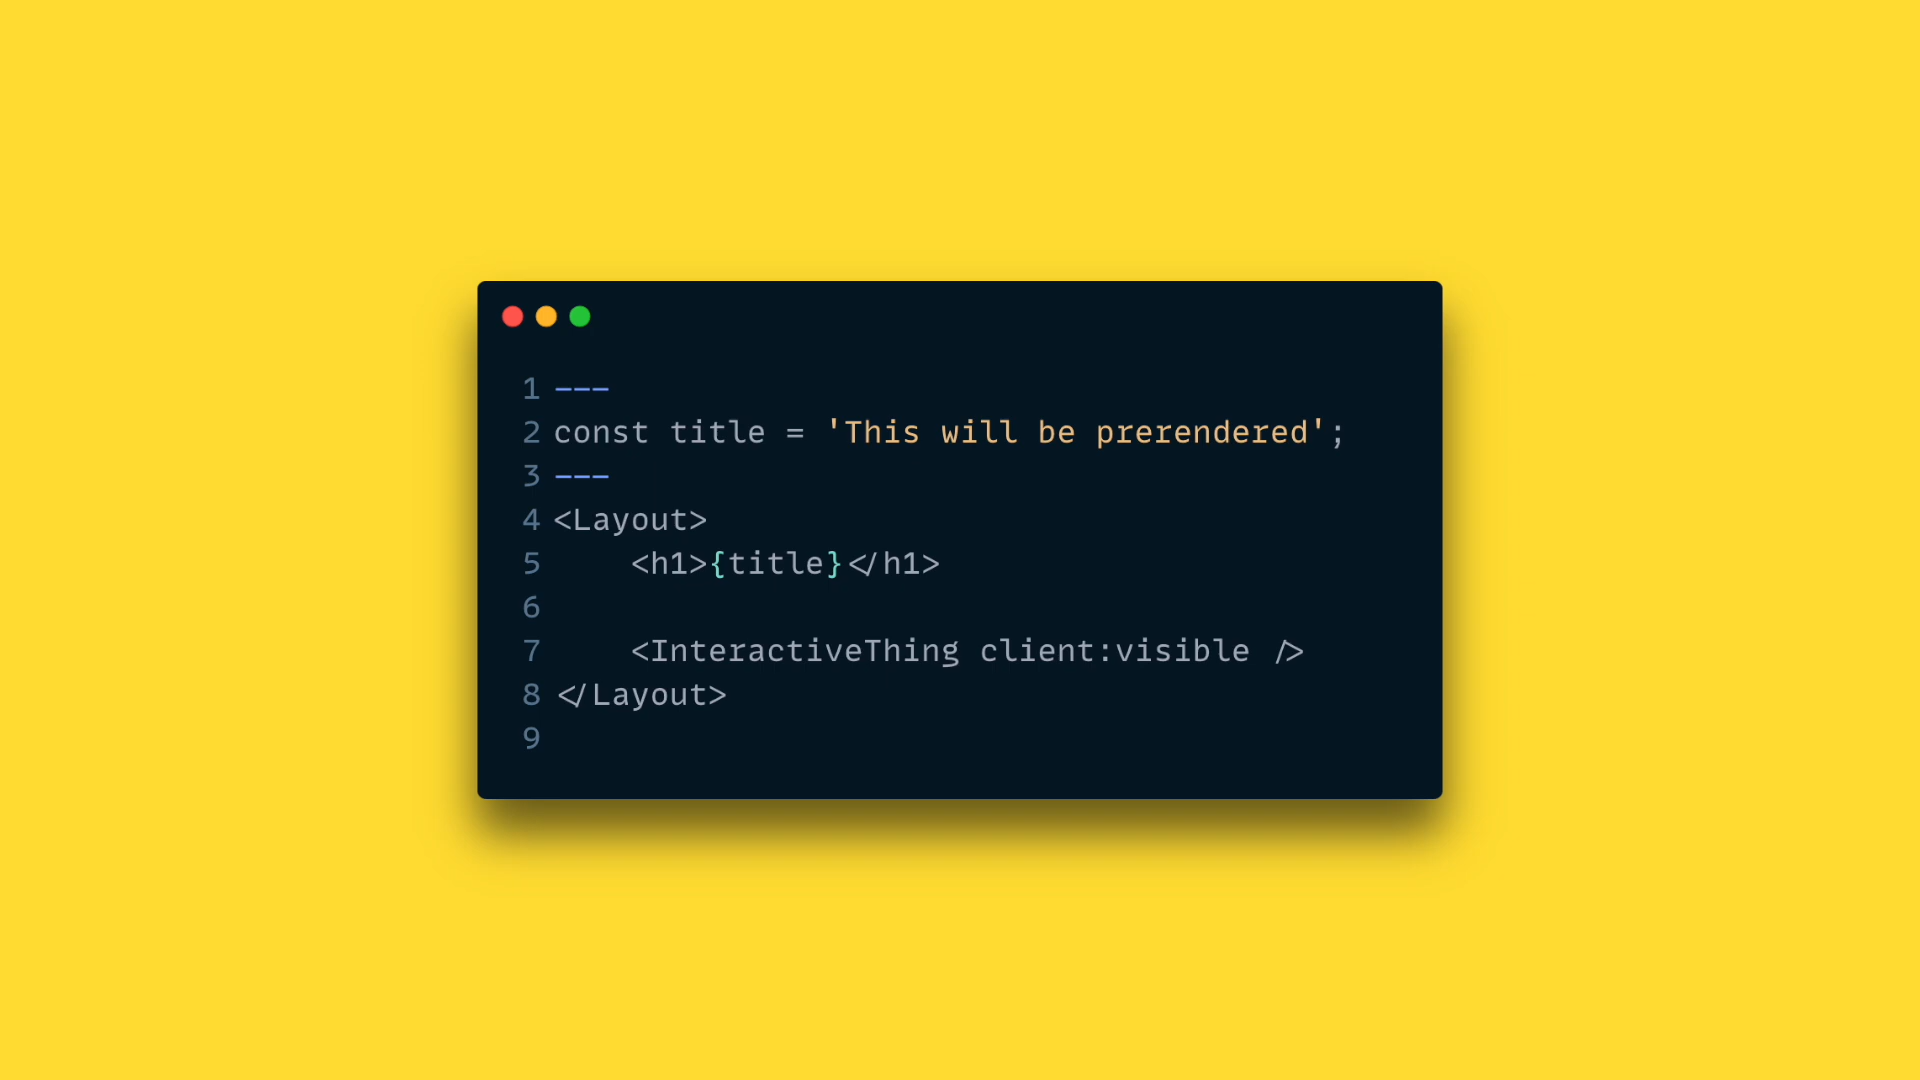 1 ---
2 const title = 'This will be prerendered';
3 ---
4 <Layout>
5     <h1>{title}</h1>
6
7     <InteractiveThing client:visible />
8 </Layout>
9